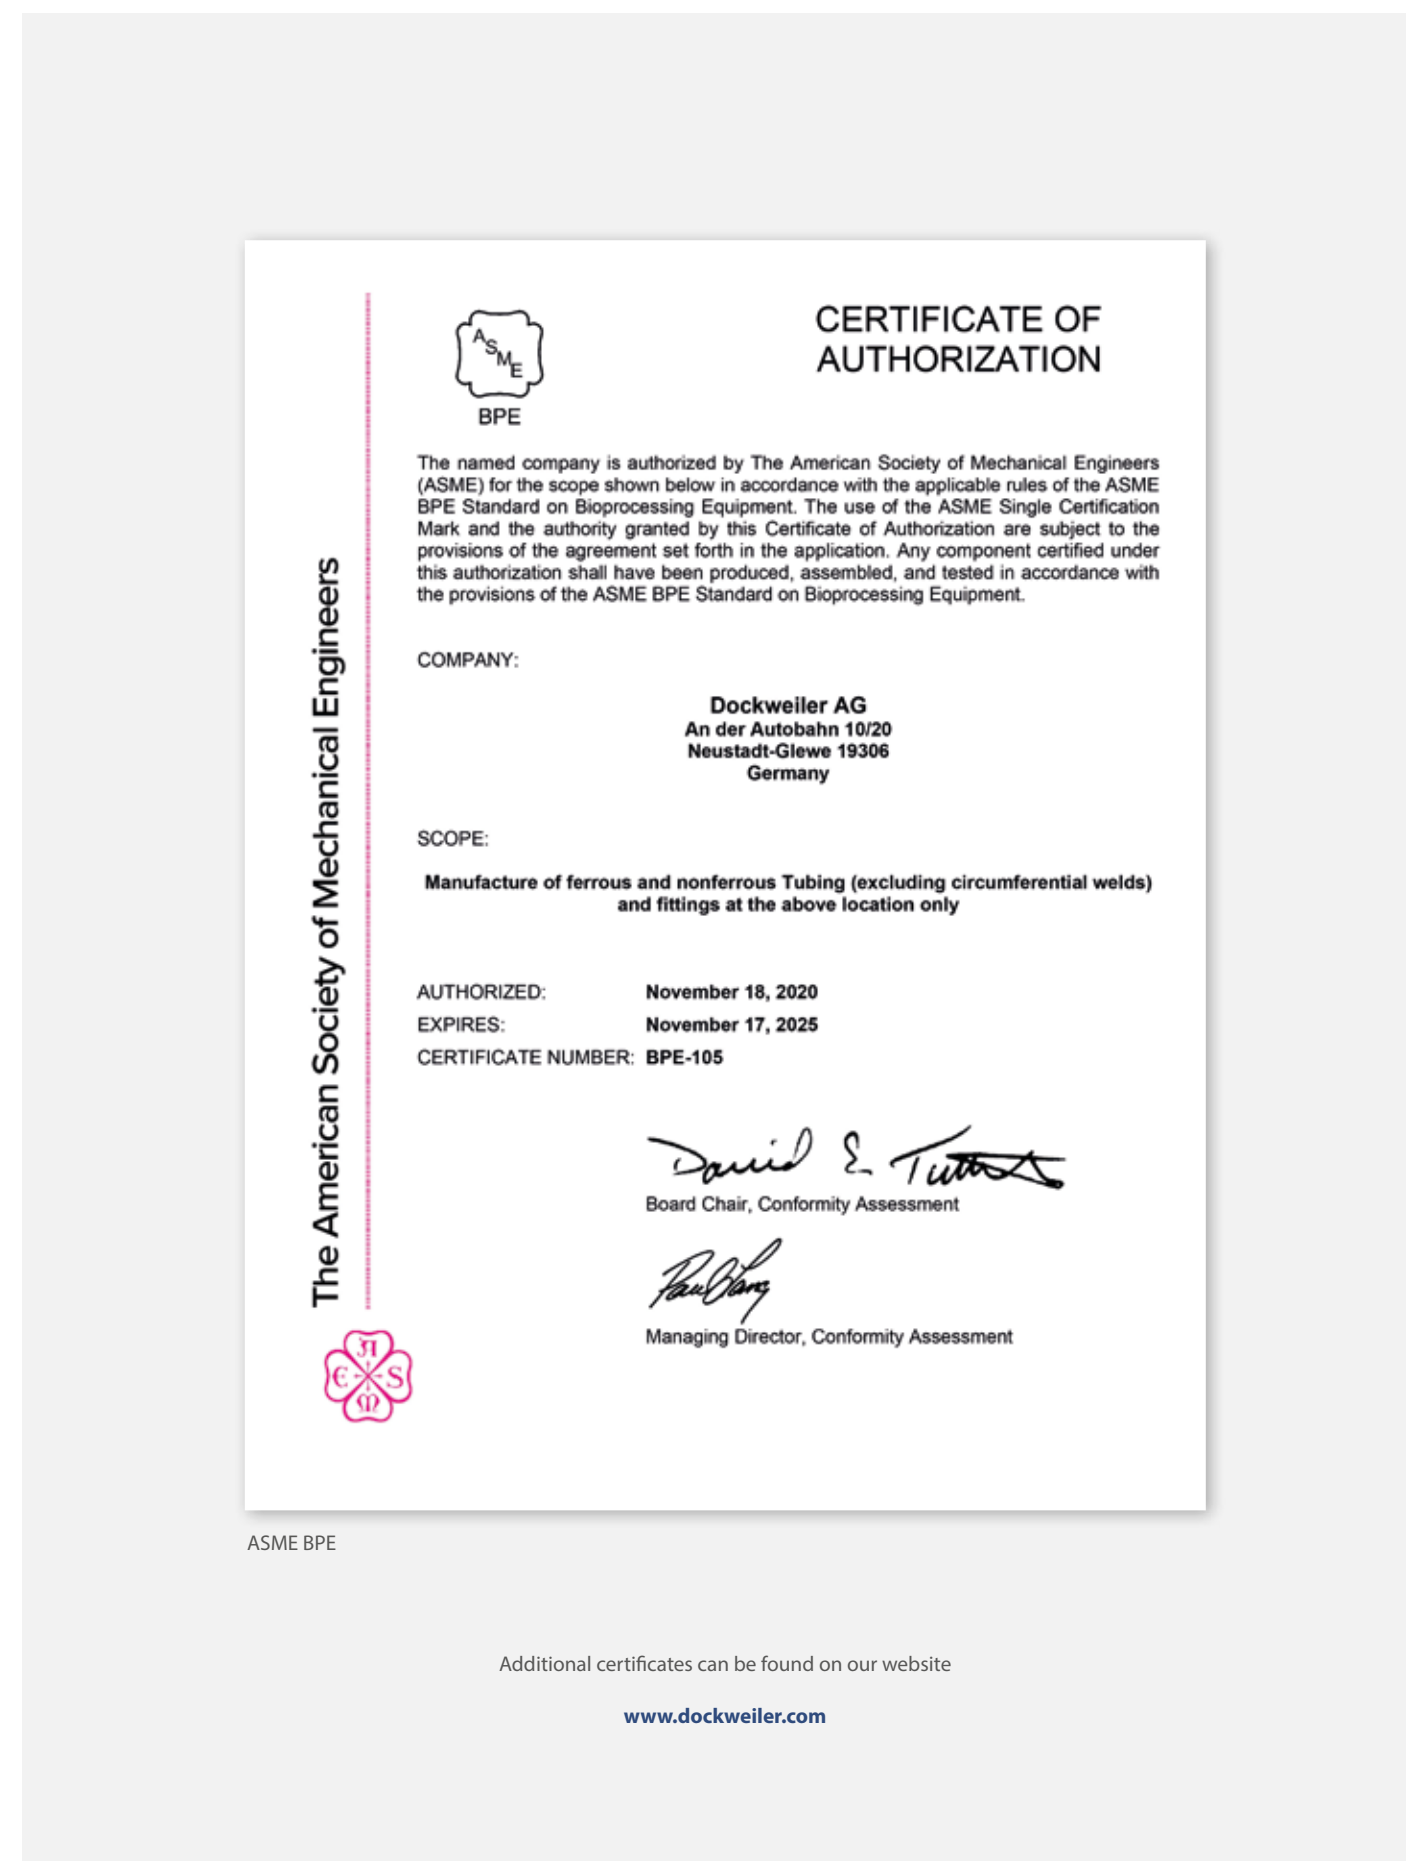 A
S
M
E
BPE
CERTIFICATE OF
AUTHORIZATION
The named company is authorized by The American Society of Mechanical Engineers
(ASME) for the scope shown below in accordance with the applicable rules of the ASME
BPE Standard on Bioprocessing Equipment. The use of the ASME Single Certification
Mark and the authority granted by this Certificate of Authorization are subject to the
provisions of the agreement set forth in the application. Any component certified under
this authorization shall have been produced, assembled, and tested in accordance with
the provisions of the ASME BPE Standard on Bioprocessing Equipment.
COMPANY:
Dockweiler AG
An der Autobahn 10/20
Neustadt-Glewe 19306
Germany
SCOPE:
Manufacture of ferrous and nonferrous Tubing (excluding circumferential welds)
and fittings at the above location only
AUTHORIZED: November 18, 2020
EXPIRES: November 17, 2025
CERTIFICATE NUMBER: BPE-105
David E
Board Chair, Conformity Assessment
Managing Director, Conformity Assessment
The American Society of Mechanical Engineers
A
E S
M
ASME BPE
Additional certificates can be found on our website
www.dockweiler.com